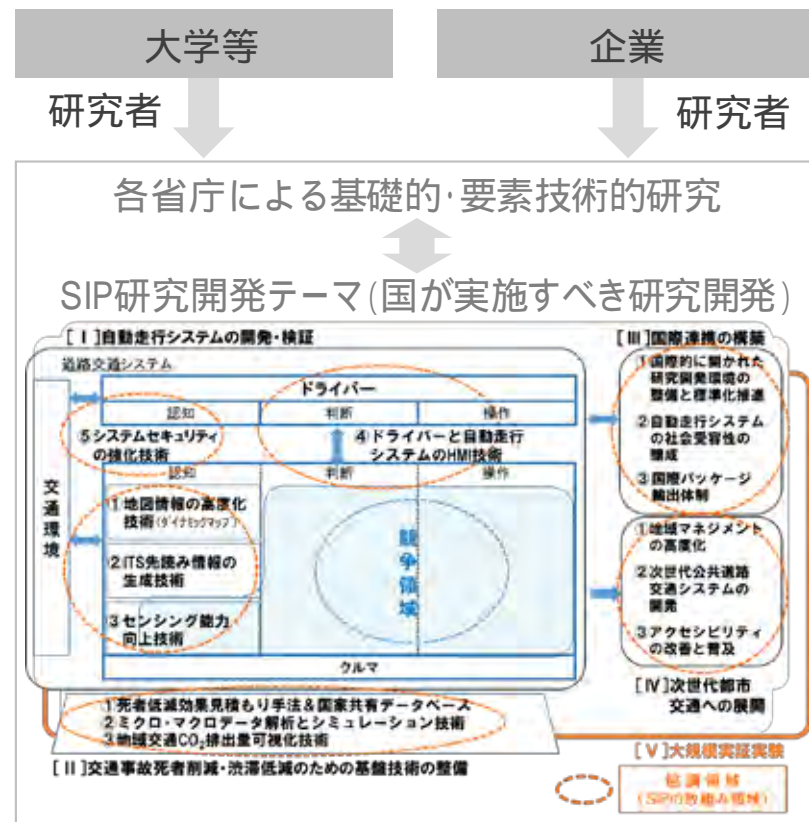 大学等
企業
研究者
研究者
各省庁による基礎的・要素技術的研究
SIP研究開発テーマ(国が実施すべき研究開発)
[Ⅰ]自動走行システムの開発・検証
道路交通システム
ドライバー
認知
判断
操作
⑤システムセキュリティ
の強化技術
④ドライバーと自動走行
システムのHMI技術
認知
判断
操作
交通環境
①地図情報の高度化
技術(ダイナミックマップ)
②ITS先読み情報の
生成技術
③センシング能力
向上技術
競争領域
クルマ
①死者低減効果見積もり手法&国家共有データベース
②ミクロ・マクロデータ解析とシミュレーション技術
③地域交通CO₂排出量可視化技術
[Ⅱ]交通事故死者削減・渋滞低減のための基盤技術の整備
[Ⅲ]国際連携の構築
①国際的に開かれた
研究開発環境の
整備と標準化推進
②自動走行システム
の社会受容性の
醸成
③国際パッケージ
輸出体制
①地域マネジメント
の高度化
②次世代公共道路
交通システムの
開発
③アクセシビリティ
の改善と普及
[Ⅳ]次世代都市
交通への展開
[Ⅴ]大規模実証実験
協調領域
(SIPの取組み領域)